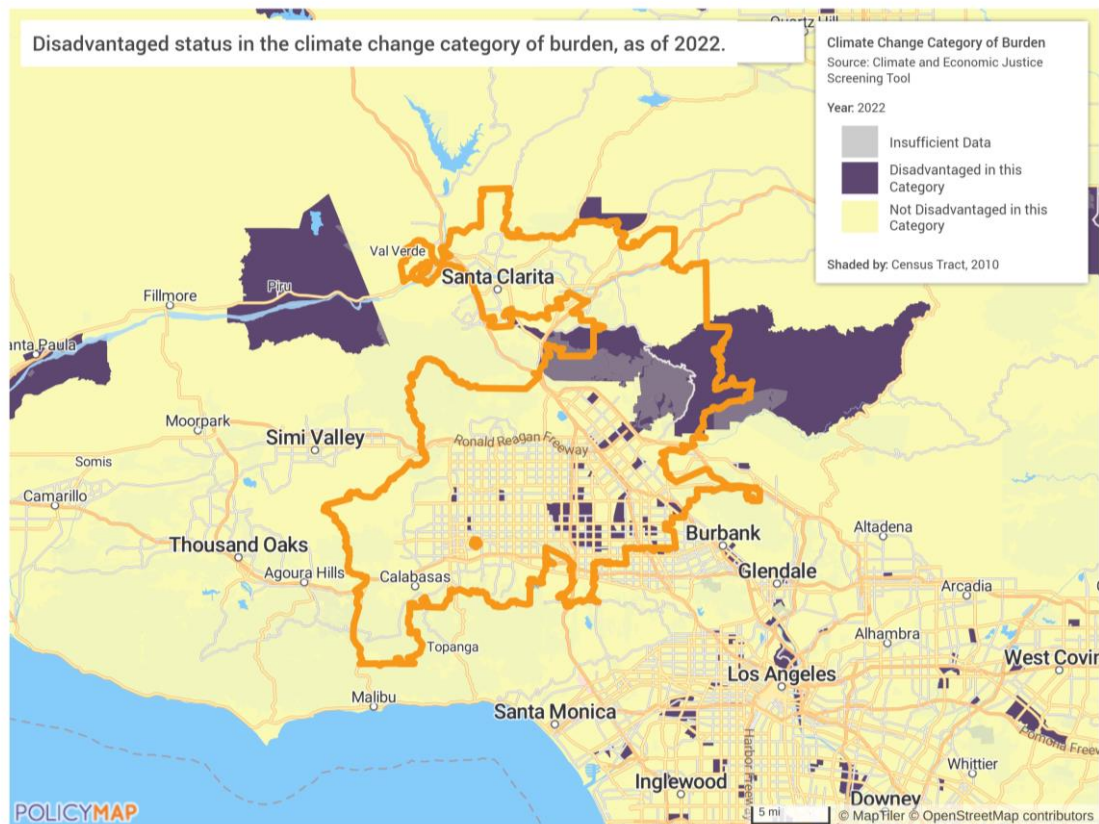 Quartz Hill
Disadvantaged status in the climate change category of burden, as of 2022.
Climate Change Category of Burden
Source: Climate and Economic Justice
Screening Tool
Year: 2022
Insufficient Data
Disadvantaged in this
Category
Not Disadvantaged in this
Category
Shaded by: Census Tract, 2010
Val Verde
Santa Clarita
Piru
Fillmore
anta Paula
Moorpark
Simi Valley
Ronald Reagan Freeway
Somis
Camarillo
Thousand Oaks
Agoura Hills
Calabasas
Burbank
Altadena
Glendale
Arcadia
Topanga
Alhambra
West Covin
Malibu
Los Angeles
Santa Monica
Harbor Freeway
Pomona Freew
Whittier
Inglewood
Downey
POLICYMAP
5 mi
© MapTiler © OpenStreetMap contributors